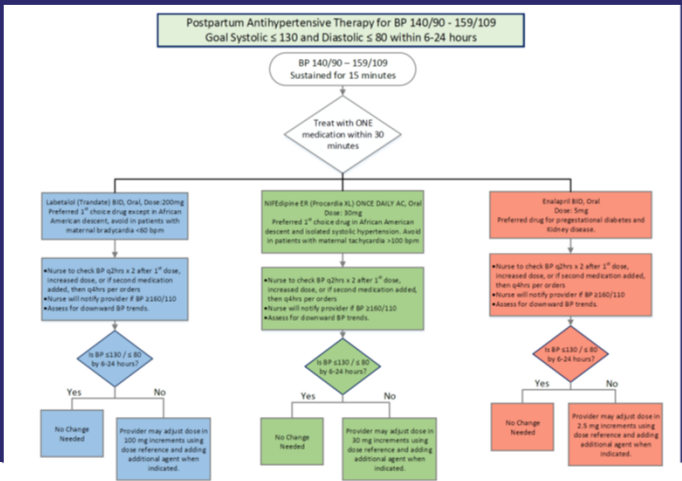 Postpartum Antihypertensive Therapy for BP 140/90 - 159/109
Goal Systolic ≤ 130 and Diastolic ≤ 80 within 6-24 hours
BP 140/90 – 159/109
Sustained for 15 minutes
Treat with ONE
medication within 30
minutes
Labetalol (Trandate) BID, Oral, Dose:200mg
Preferred 1st choice drug except in African
American descent, avoid in patients with
maternal bradycardia <60 bpm
•Nurse to check BP q2hrs x 2 after 1st dose,
increased dose, or if second medication
added, then q4hrs per orders
•Nurse will notify provider if BP ≥160/110
•Assess for downward BP trends.
Is BP ≤130 / ≤ 80
by 6-24 hours?
Yes
No
No Change
Needed
Provider may adjust dose in
100 mg increments using
dose reference and adding
additional agent when
indicated.
NIFEdipine ER (Procardia XL) ONCE DAILY AC, Oral
Dose: 30mg
Preferred 1st choice drug in African American
descent and isolated systolic hypertension. Avoid
in patients with maternal tachycardia >100 bpm
•Nurse to check BP q2hrs x 2 after 1st dose,
increased dose, or if second medication added,
then q4hrs per orders
•Nurse will notify provider if BP ≥160/110
•Assess for downward BP trends.
Is BP ≤130 / ≤ 80
by 6-24 hours?
Yes
No
No Change
Needed
Provider may adjust dose in
30 mg increments using
dose reference and adding
additional agent when
indicated.
Enalapril BID, Oral
Dose: 5mg
Preferred drug for pregestational diabetes and
Kidney disease.
•Nurse to check BP q2hrs x 2 after 1st dose,
increased dose, or if second medication added,
then q4hrs per orders
•Nurse will notify provider if BP ≥160/110
•Assess for downward BP trends.
Is BP ≤130 / ≤ 80
by 6-24 hours?
Yes
No
No Change
Needed
Provider may adjust dose in
2.5 mg increments using
dose reference and adding
additional agent when
indicated.